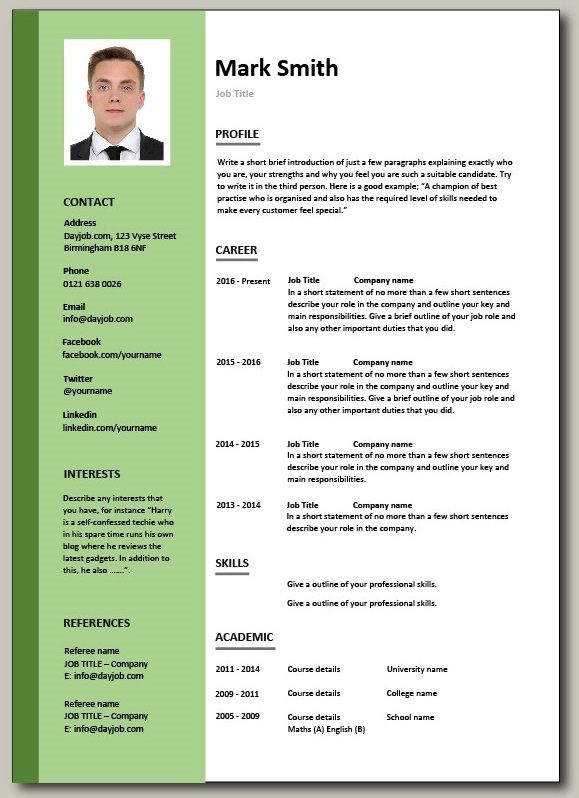 Mark Smith
Job Title
CONTACT
Address
Dayjob.com, 123 Vyse Street
Birmingham B18 6NF
Phone
0121 638 0026
Email
info@dayjob.com
Facebook
facebook.com/yourname
Twitter
@yourname
Linkedin
linkedin.com/yourname
INTERESTS
Describe any interests that
you have, for instance “Harry
is a self-confessed techie who
in his spare time runs his own
blog where he reviews the
latest gadgets. In addition to
this, he also …….”.
REFERENCES
Referee name
JOB TITLE – Company
E: info@dayjob.com
Referee name
JOB TITLE – Company
E: info@dayjob.com
PROFILE
Write a short brief introduction of just a few paragraphs explaining exactly who
you are, your strengths and why you feel you are such a suitable candidate. Try
to write it in the third person. Here is a good example; “A champion of best
practise who is organised and also has the required level of skills needed to
make every customer feel special.”
CAREER
2016 - Present Job Title Company name
In a short statement of no more than a few short sentences
describe your role in the company and outline your key and
main responsibilities. Give a brief outline of your job role and
also any other important duties that you did.
2015 - 2016 Job Title Company name
In a short statement of no more than a few short sentences
describe your role in the company and outline your key and
main responsibilities. Give a brief outline of your job role and
also any other important duties that you did.
2014 - 2015 Job Title Company name
In a short statement of no more than a few short sentences
describe your role in the company and outline your key and
main responsibilities.
2013 - 2014 Job Title Company name
In a short statement of no more than a few short sentences
describe your role in the company.
SKILLS
Give a outline of your professional skills.
Give a outline of your professional skills.
ACADEMIC
2011 - 2014 Course details University name
2009 - 2011 Course details College name
2005 - 2009 Course details School name
Maths (A) English (B)